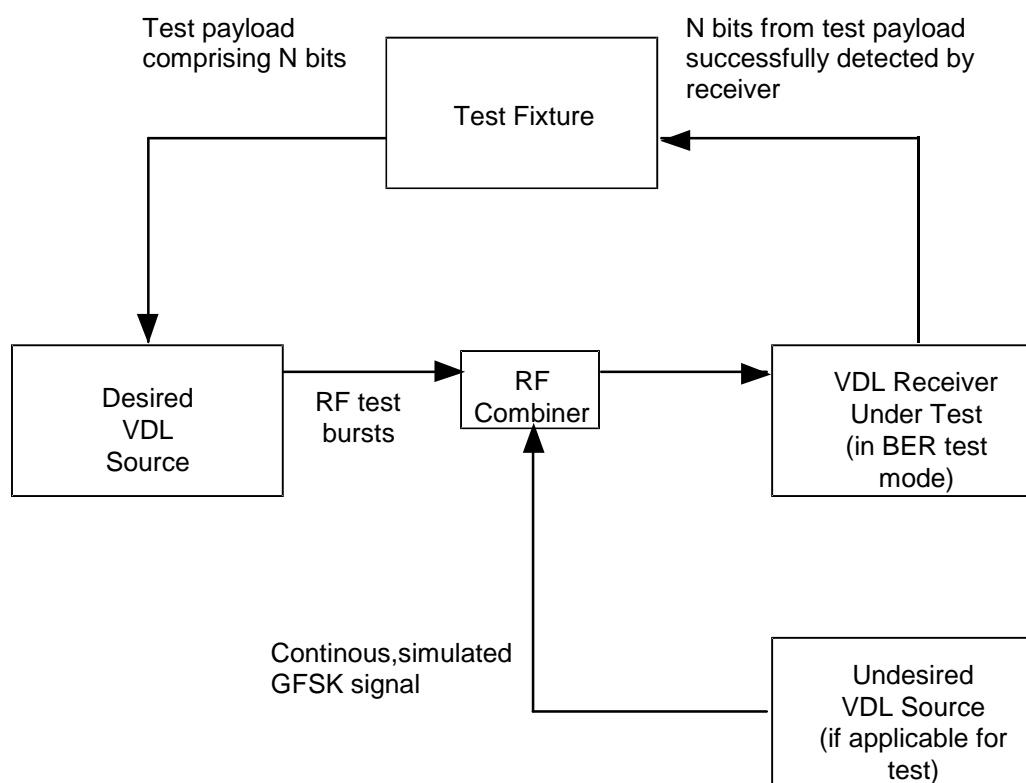 Test payload
comprising N bits
N bits from test payload
successfully detected by
receiver
Test Fixture
Desired
VDL
Source
RF test
bursts
RF
Combiner
VDL Receiver
Under Test
(in BER test
mode)
Continous,simulated
GFSK signal
Undesired
VDL Source
(if applicable for
test)